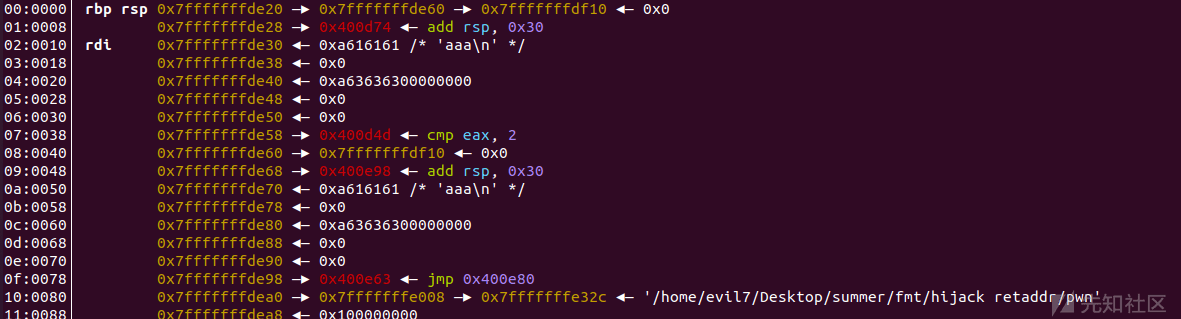 00:0000│ rbp rsp 0x7fffffffde20 —▸ 0x7fffffffde60 —▸ 0x7fffffffdf10 ◂— 0x0
01:0008│ 0x7fffffffde28 —▸ 0x400d74 ◂— add rsp, 0x30
02:0010│ rdi 0x7fffffffde30 ◂— 0xa616161 /* 'aaa\n' */
03:0018│ 0x7fffffffde38 ◂— 0x0
04:0020│ 0x7fffffffde40 ◂— 0xa63636300000000
05:0028│ 0x7fffffffde48 ◂— 0x0
06:0030│ 0x7fffffffde50 ◂— 0x0
07:0038│ 0x7fffffffde58 —▸ 0x400d4d ◂— cmp eax, 2
08:0040│ 0x7fffffffde60 —▸ 0x7fffffffdf10 ◂— 0x0
09:0048│ 0x7fffffffde68 —▸ 0x400e98 ◂— add rsp, 0x30
0a:0050│ 0x7fffffffde70 ◂— 0xa616161 /* 'aaa\n' */
0b:0058│ 0x7fffffffde78 ◂— 0x0
0c:0060│ 0x7fffffffde80 ◂— 0xa63636300000000
0d:0068│ 0x7fffffffde88 ◂— 0x0
0e:0070│ 0x7fffffffde90 ◂— 0x0
0f:0078│ 0x7fffffffde98 —▸ 0x400e63 ◂— jmp 0x400e80
10:0080│ 0x7fffffffdea0 —▸ 0x7fffffffe008 —▸ 0x7fffffffe32c ◂— '/home/evil7/Desktop/summer/fmt/hijack retaddr/pwn'
11:0088│ 0x7fffffffdea8 ◂— 0x100000000
先知社区